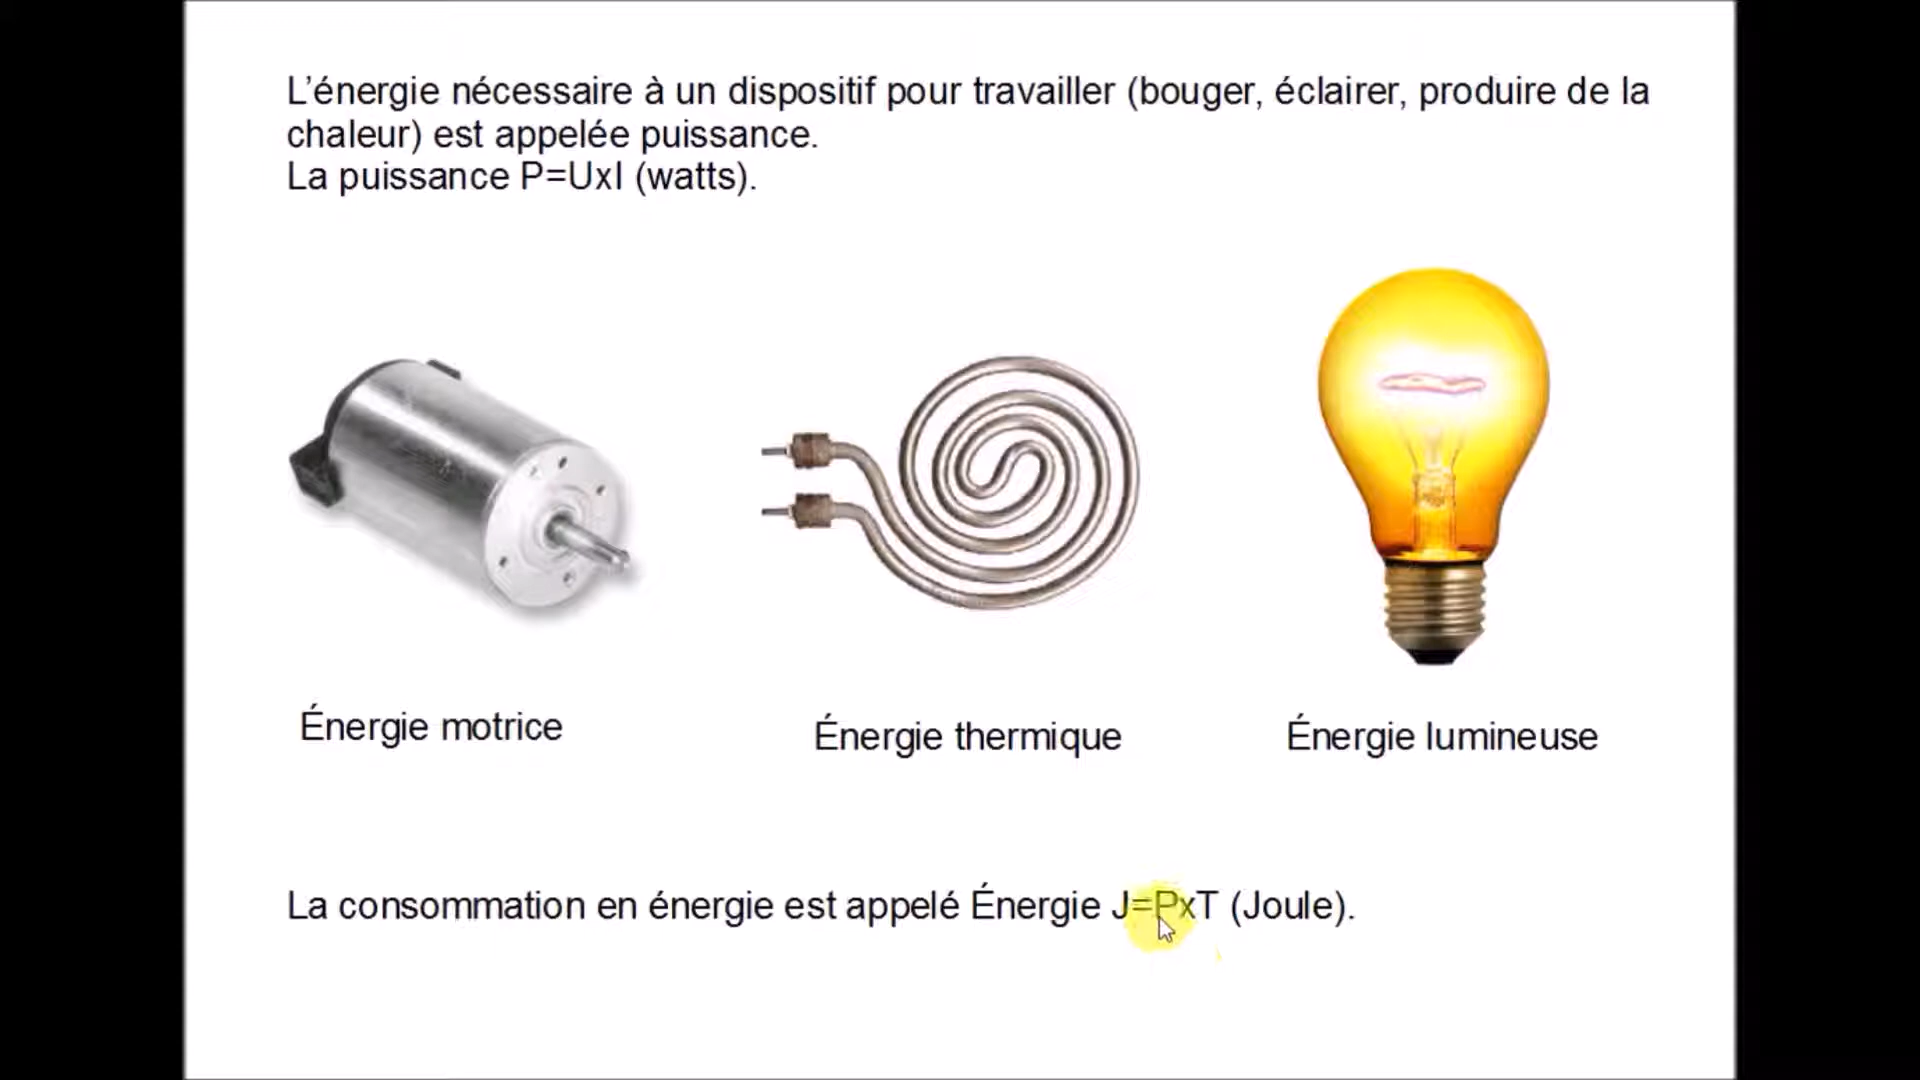 L’énergie nécessaire à un dispositif pour travailler (bouger, éclairer, produire de la
chaleur) est appelée puissance.
La puissance P=UxI (watts).
Énergie motrice
Énergie thermique
Énergie lumineuse
La consommation en énergie est appelé Énergie J=PxT (Joule).